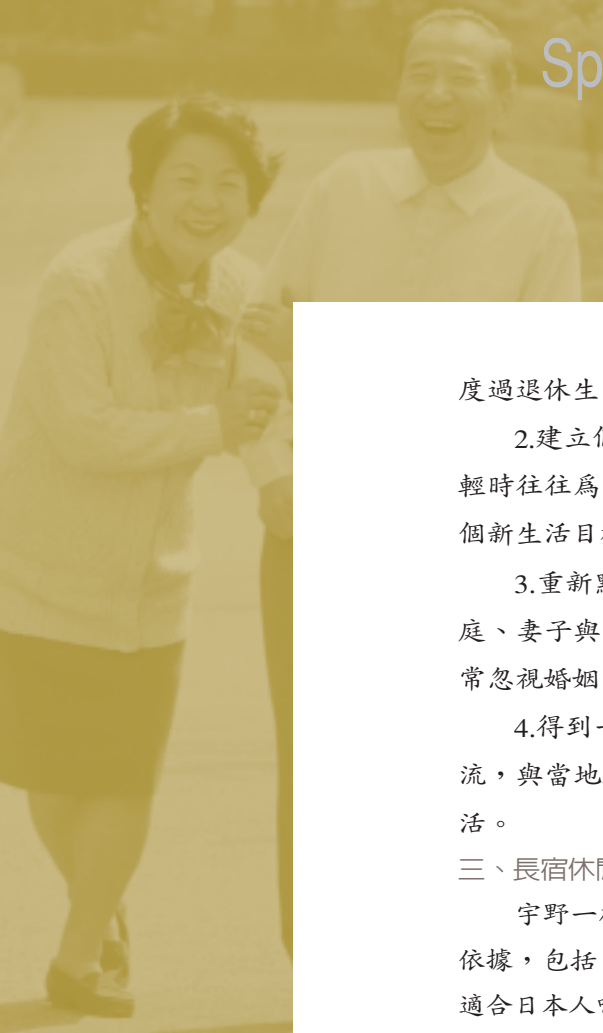 Sp
度過退休生
2.建立
輕時往往爲
個新生活目
3.重新
庭、妻子與
常忽視婚姻
4.得到一
流，與當地
活。
三、長宿休
宇野一
依據，包括
適合日本人